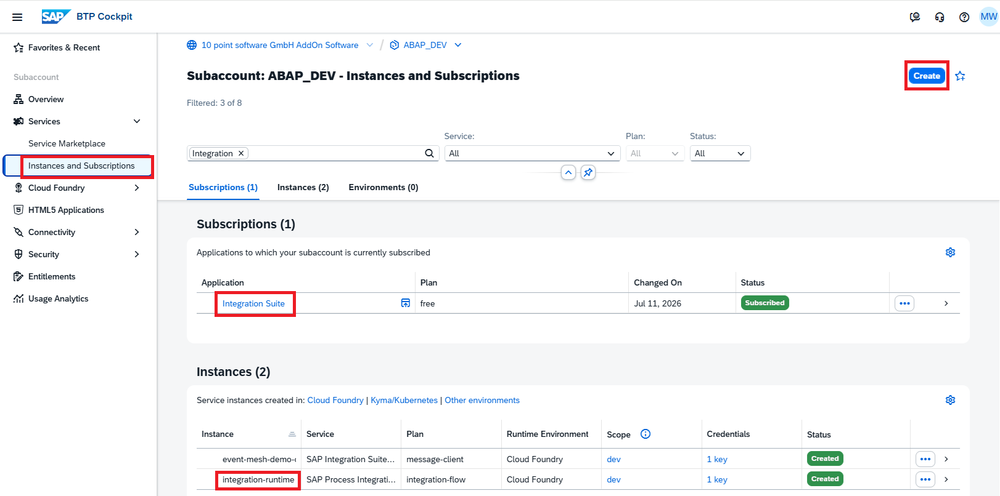 SAP BTP Cockpit
MW
Favorites & Recent
Subaccount
Overview
Services
Service Marketplace
Instances and Subscriptions
Cloud Foundry
HTML5 Applications
Connectivity
Security
Entitlements
Usage Analytics
10 point software GmbH AddOn Software / ABAP_DEV
Subaccount: ABAP_DEV - Instances and Subscriptions
Create
Filtered: 3 of 8
Service: Plan: Status:
Integration × All All All
Subscriptions (1) Instances (2) Environments (0)
Subscriptions (1)
Applications to which your subaccount is currently subscribed
Application Plan Changed On Status
Integration Suite free Jul 11, 2026 Subscribed
Instances (2)
Service instances created in: Cloud Foundry | Kyma/Kubernetes | Other environments
Instance Service Plan Runtime Environment Scope Credentials Status
event-mesh-demo- SAP Integration Suite... message-client Cloud Foundry dev 1 key Created
integration-runtime SAP Process Integrati... integration-flow Cloud Foundry dev 1 key Created